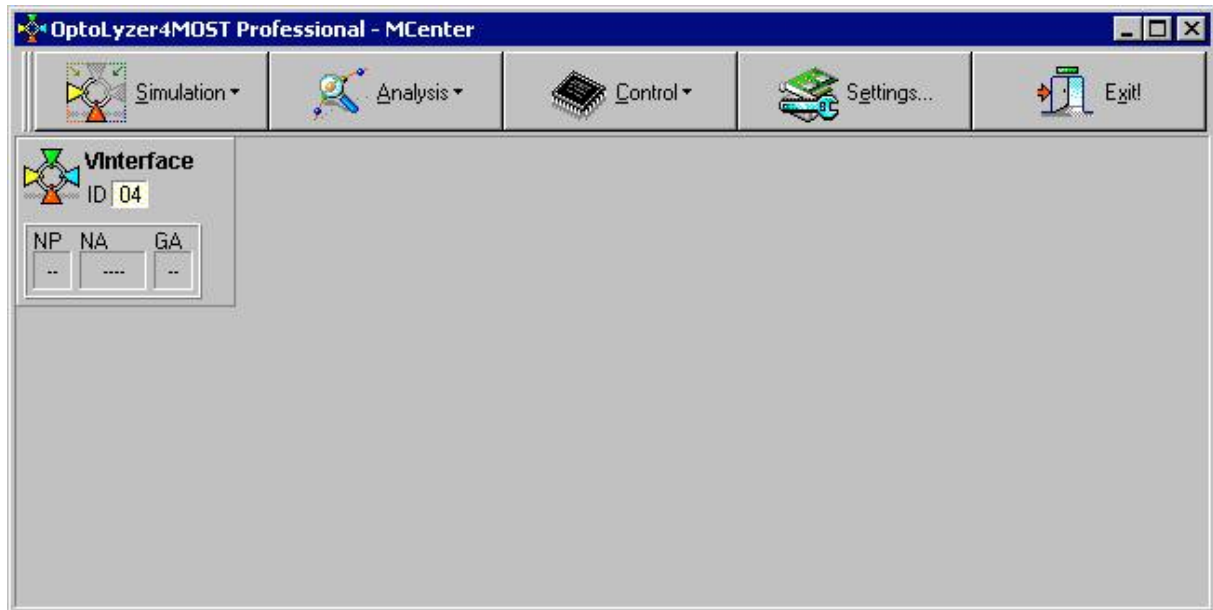 OptoLyzer4MOST Professional - MCenter
Simulation Analysis Control Settings... Exit!
VInterface
ID 04
NP NA GA
-- ---- --